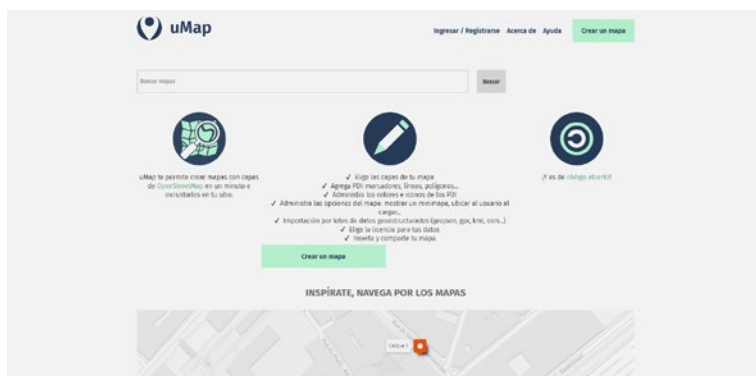 uMap
Ingresar / Registrarse Acerca de Ayuda Crear un mapa
Buscar mapas
Buscar
uMap te permite crear mapas con capas
de OpenStreetMap en un minuto e
incrustarlos en tu sitio.
✓ Elige las capas de tu mapa
✓ Agrega PDI: marcadores, líneas, polígonos...
✓ Administra los colores e iconos de los PDI
✓ Administra las opciones del mapa: mostrar un minimapa, ubicar al usuario al
cargar...
✓ Importación por lotes de datos geoestructurados (geojson, gpx, kml, osm...)
✓ Elige la licencia para tus datos
✓ Inserta y comparte tu mapa
¡Y es de código abierto!
Crear un mapa
INSPÍRATE, NAVEGA POR LOS MAPAS